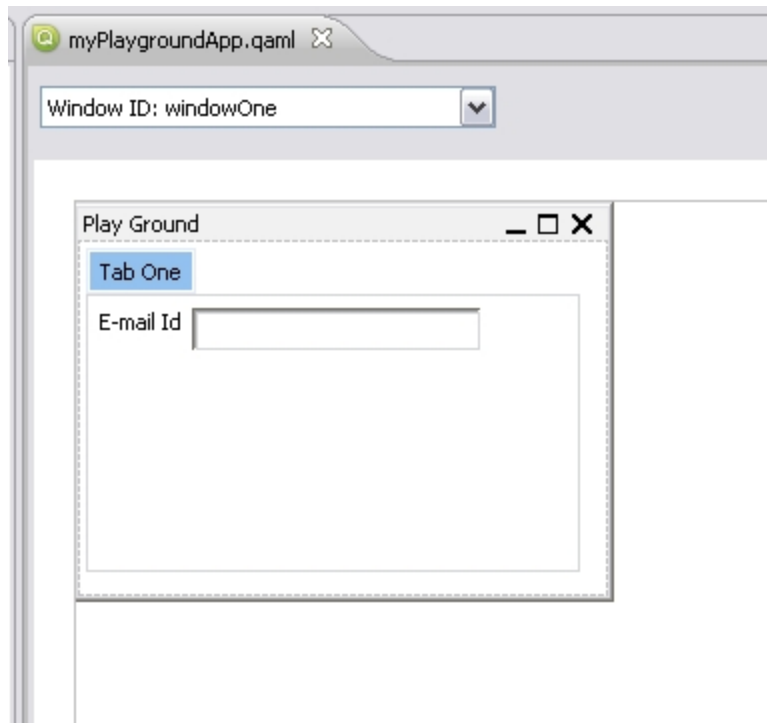 myPlaygroundApp.qaml
Window ID: windowOne
Play Ground
Tab One
E-mail Id